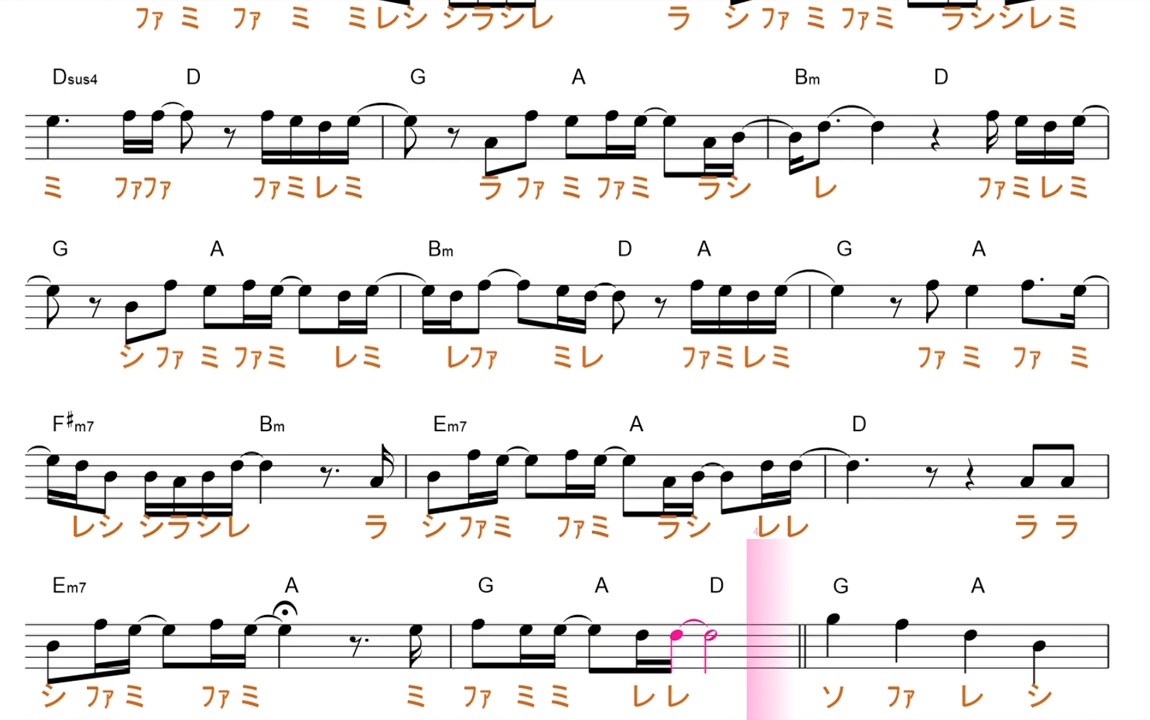 ﾌｧ ミ ﾌｧ ミ ミレシ シラシレ ラ シ ﾌｧ ミ ﾌｧミ ラシシレミ
Dsus4 D G A Bm D
ミ ﾌｧﾌｧ ﾌｧミレミ ラ ﾌｧ ミ ﾌｧミ ラシ レ ﾌｧミレミ
G A Bm D A G A
シ ﾌｧ ミ ﾌｧミ レミ レﾌｧ ミレ ﾌｧミレミ ﾌｧ ミ ﾌｧ ミ
F♯m7 Bm Em7 A D
レシ シラシレ ラ シ ﾌｧミ ﾌｧミ ラシ レレ ラ ラ
Em7 A G A D G A
シ ﾌｧミ ﾌｧミ ミ ﾌｧ ミ ミ レレ ソ ﾌｧ レ シ